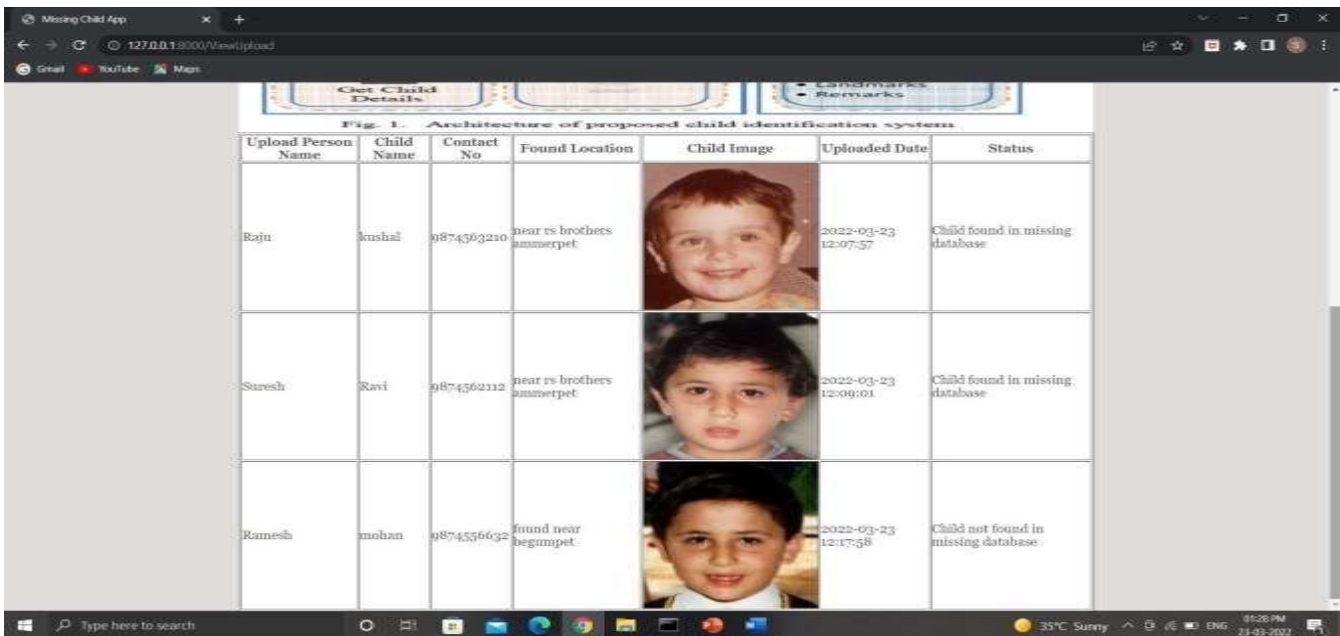 Missing Child App
127.0.0.1:8000/ViewUpload
Gmail YouTube Maps
Get Child
Details
Landmarks
Remarks
Fig. 1. Architecture of proposed child identification system
Upload Person Name Child Name Contact No Found Location Child Image Uploaded Date Status
Raju kushal 9874563210 near rs brothers ammerpet 2022-03-23 12:07:57 Child found in missing database
Suresh Ravi 9874562112 near rs brothers ammerpet 2022-03-23 12:09:01 Child found in missing database
Ramesh mohan 9874556632 found near begumpet 2022-03-23 12:17:58 Child not found in missing database
Type here to search
35°C Sunny ENG 01:28 PM
23-03-2022